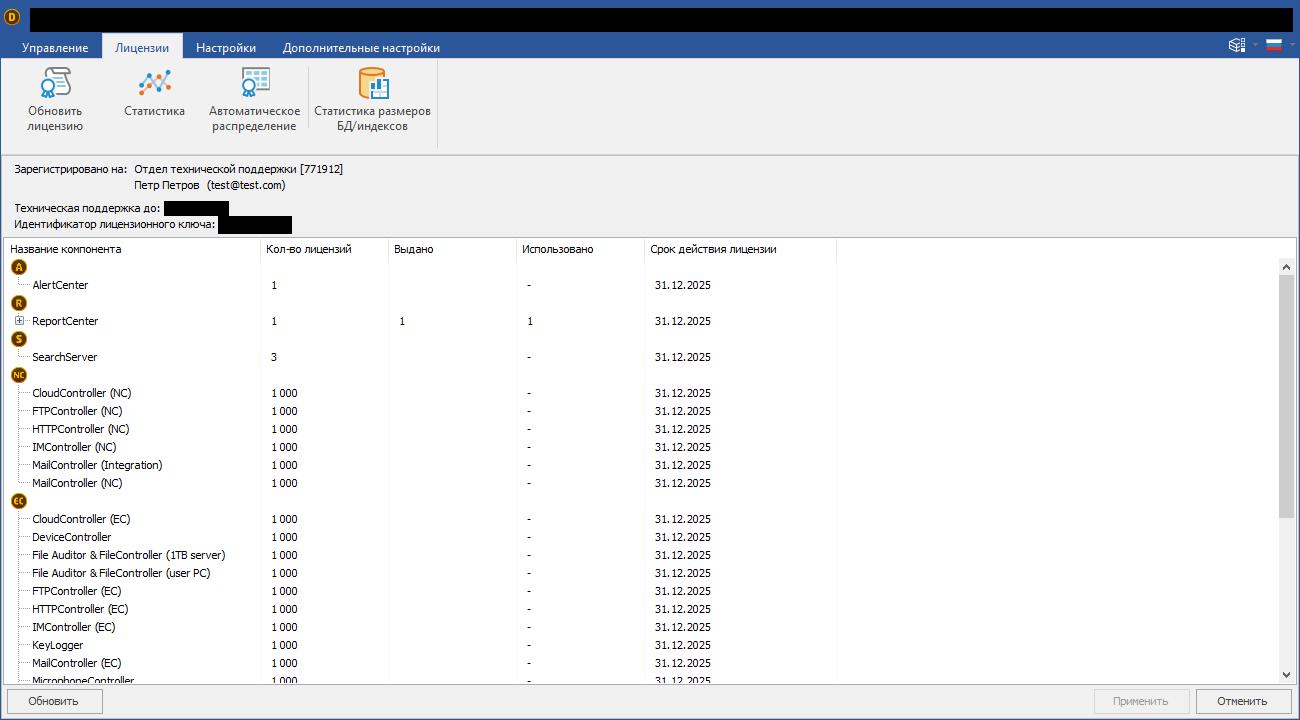 D
Управление Лицензии Настройки Дополнительные настройки
Обновить лицензию
Статистика
Автоматическое распределение
Статистика размеров БД/индексов
Зарегистрировано на: Отдел технической поддержки [771912]
Петр Петров (test@test.com)
Техническая поддержка до:
Идентификатор лицензионного ключа:
Название компонента Кол-во лицензий Выдано Использовано Срок действия лицензии
A
AlertCenter 1 - 31.12.2025
R
ReportCenter 1 1 1 31.12.2025
S
SearchServer 3 - 31.12.2025
NC
CloudController (NC) 1 000 - 31.12.2025
FTPController (NC) 1 000 - 31.12.2025
HTTPController (NC) 1 000 - 31.12.2025
IMController (NC) 1 000 - 31.12.2025
MailController (Integration) 1 000 - 31.12.2025
MailController (NC) 1 000 - 31.12.2025
EC
CloudController (EC) 1 000 - 31.12.2025
DeviceController 1 000 - 31.12.2025
File Auditor & FileController (1TB server) 1 000 - 31.12.2025
File Auditor & FileController (user PC) 1 000 - 31.12.2025
FTPController (EC) 1 000 - 31.12.2025
HTTPController (EC) 1 000 - 31.12.2025
IMController (EC) 1 000 - 31.12.2025
KeyLogger 1 000 - 31.12.2025
MailController (EC) 1 000 - 31.12.2025
MicrophoneController 1 000 - 31.12.2025
Обновить Применить Отменить